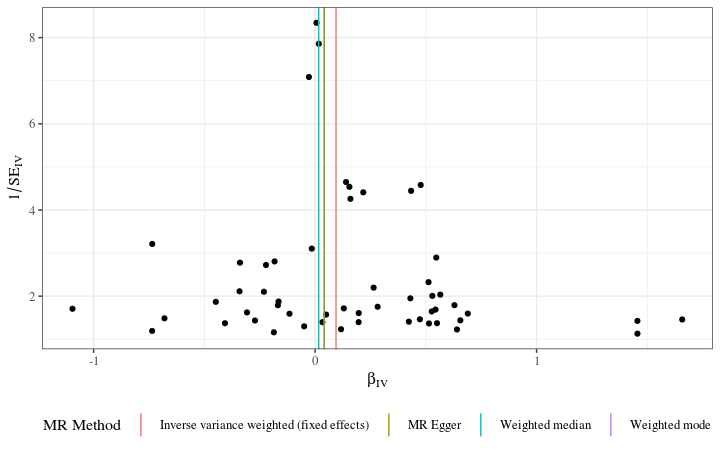 8
6
4
2
1/SE_IV
-1
0
1
β_IV
MR Method
Inverse variance weighted (fixed effects)
MR Egger
Weighted median
Weighted mode